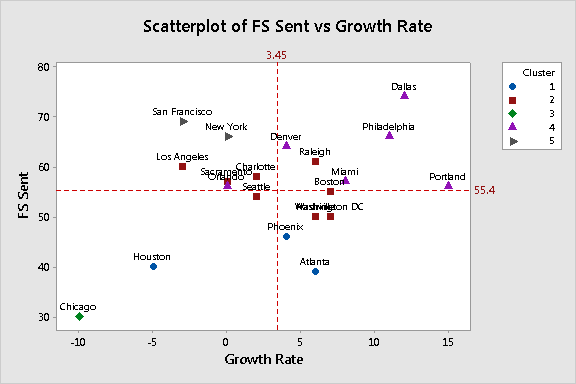 Scatterplot of FS Sent vs Growth Rate
3.45
80
70
60
50
40
30
FS Sent
Dallas
San Francisco
New York
Philadelphia
Denver
Raleigh
Los Angeles
Charlotte
Sacramento
Orlando
Miami
Portland
Seattle
Boston
55.4
Washington DC
Phoenix
Houston
Atlanta
Chicago
-10
-5
0
5
10
15
Growth Rate
Cluster
1
2
3
4
5